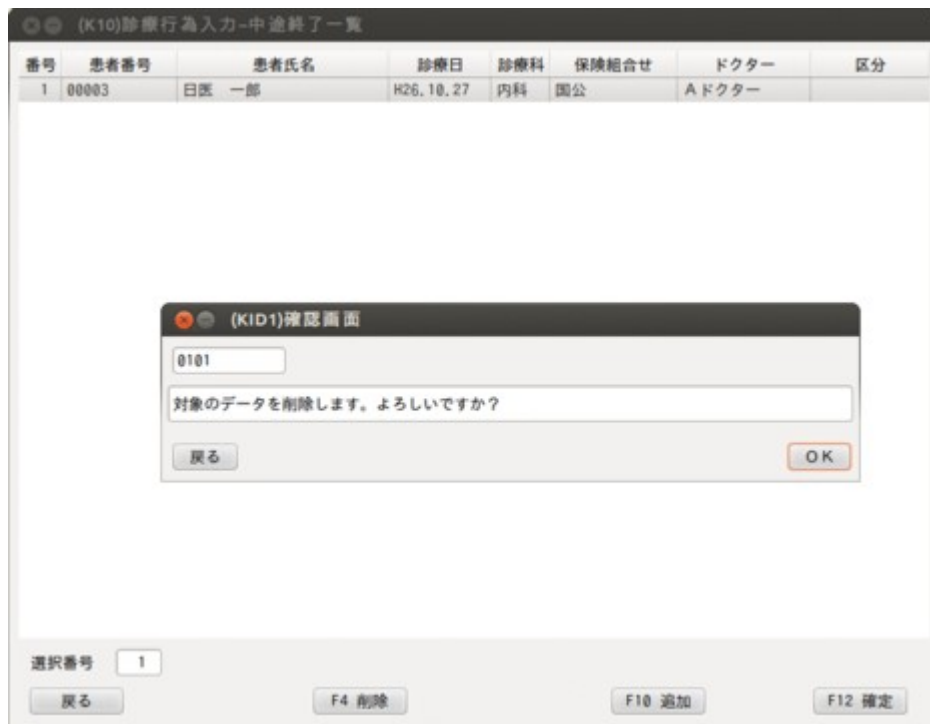 (K10)診療行為入力-中途終了一覧
番号 患者番号 患者氏名 診療日 診療科 保険組合せ ドクター 区分
1 00003 日医 一郎 H26.10.27 内科 国公 Aドクター
(KID1)確認画面
0101
対象のデータを削除します。よろしいですか？
戻る OK
選択番号 1
戻る F4 削除 F10 追加 F12 確定